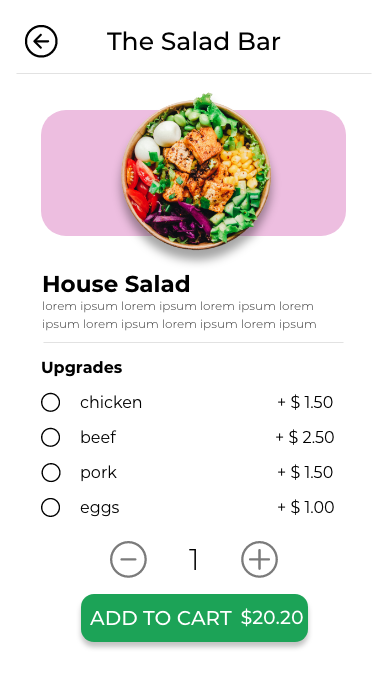 The Salad Bar
House Salad
lorem ipsum lorem ipsum lorem ipsum lorem
ipsum lorem ipsum lorem ipsum lorem ipsum
Upgrades
chicken + $ 1.50
beef + $ 2.50
pork + $ 1.50
eggs + $ 1.00
1
ADD TO CART $20.20